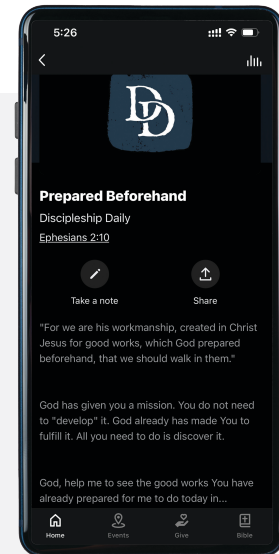 5:26
DD
Prepared Beforehand
Discipleship Daily
Ephesians 2:10
Take a note
Share
"For we are his workmanship, created in Christ
Jesus for good works, which God prepared
beforehand, that we should walk in them."
God has given you a mission. You do not need
to "develop" it. God already has made You to
fulfill it. All you need to do is discover it.
God, help me to see the good works You have
already prepared for me to do today in...
Home
Events
Give
Bible